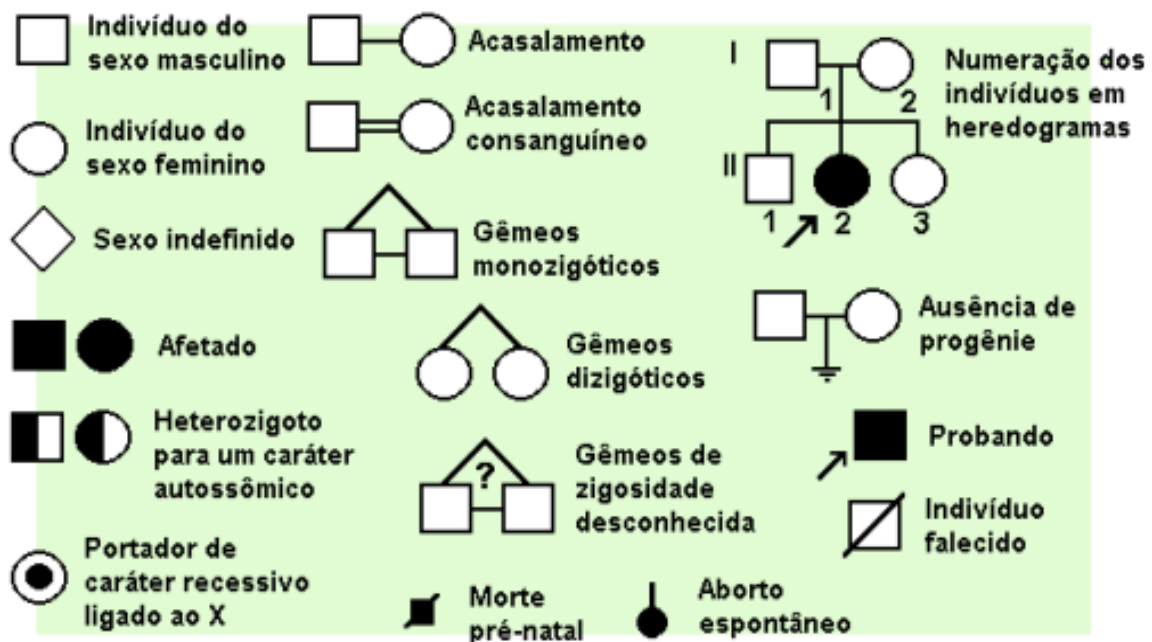 Indivíduo do
sexo masculino
Indivíduo do
sexo feminino
Sexo indefinido
Afetado
Heterozigoto
para um caráter
autossômico
Portador de
caráter recessivo
ligado ao X
Acasalamento
Acasalamento
consanguíneo
Gêmeos
monozigóticos
Gêmeos
dizigóticos
?
Gêmeos de
zigosidade
desconhecida
Morte
pré-natal
Aborto
espontâneo
I
1 2
II
1 2 3
Numeração dos
indivíduos em
heredogramas
Ausência de
progênie
Probando
Indivíduo
falecido